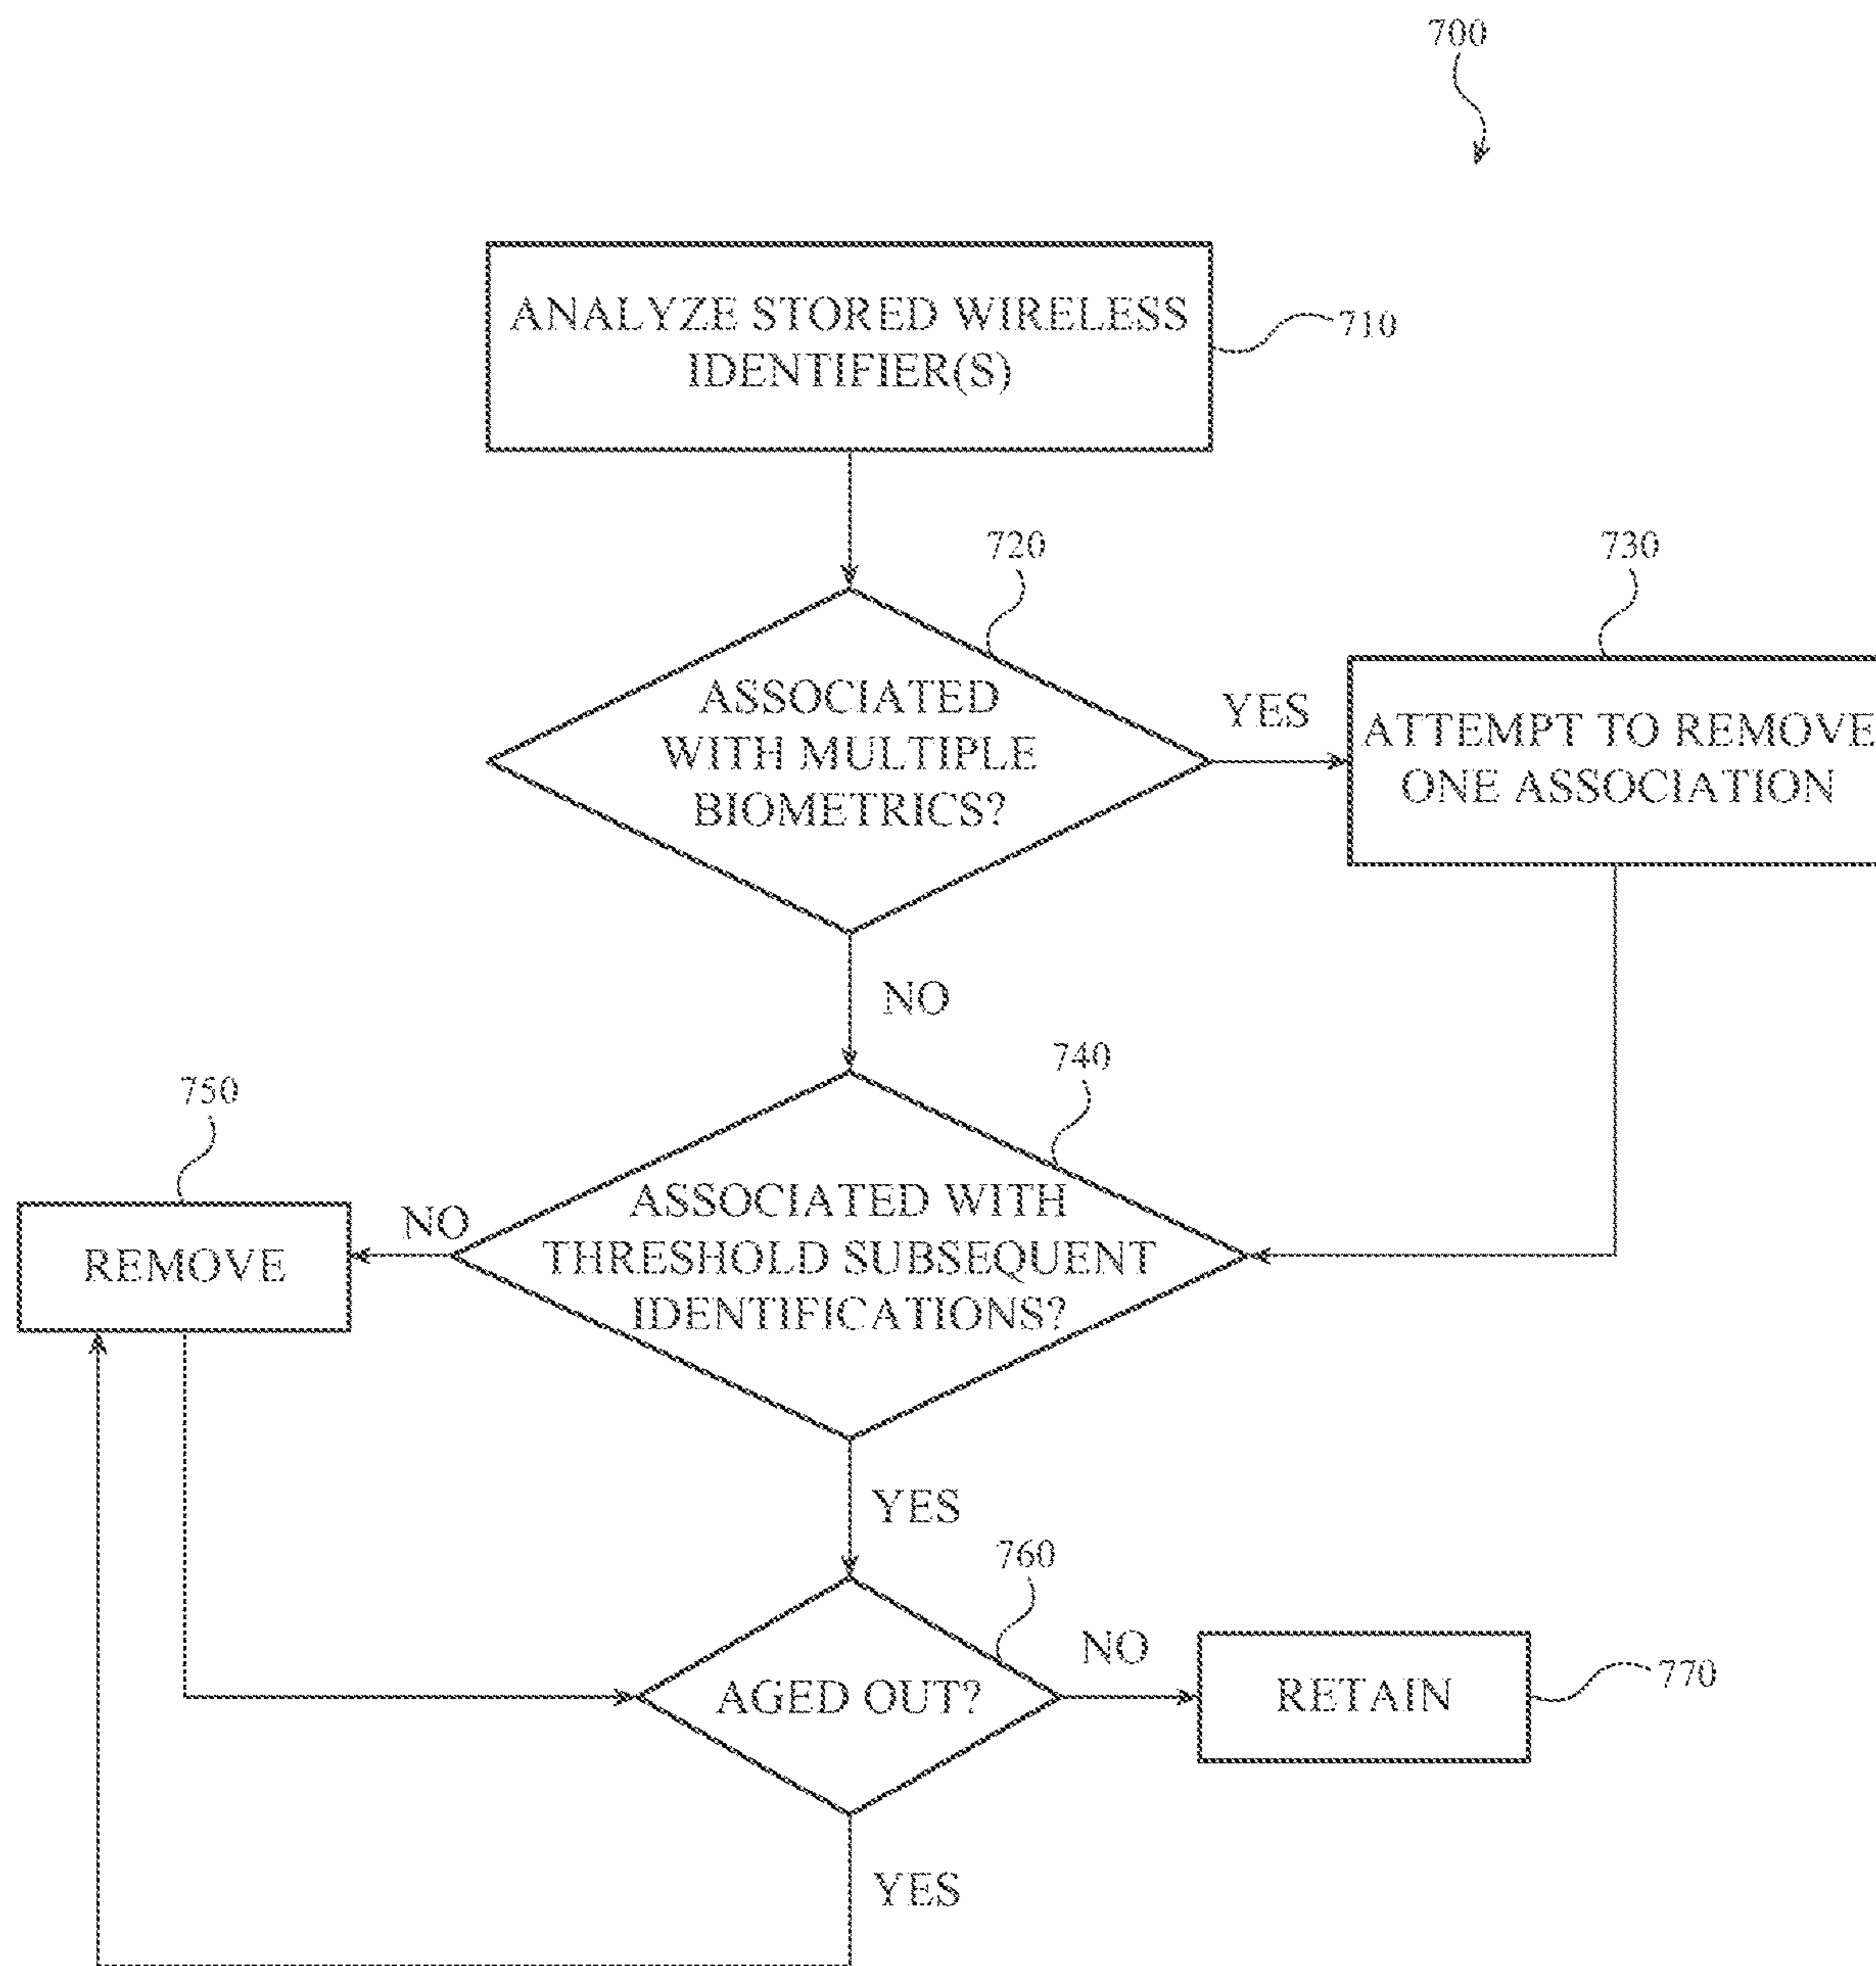 700
ANALYZE STORED WIRELESS
IDENTIFIER(S)
710
720
ASSOCIATED
WITH MULTIPLE
BIOMETRICS?
YES
730
ATTEMPT TO REMOVE
ONE ASSOCIATION
NO
740
ASSOCIATED WITH
THRESHOLD SUBSEQUENT
IDENTIFICATIONS?
NO
750
REMOVE
YES
760
AGED OUT?
NO
RETAIN
770
YES